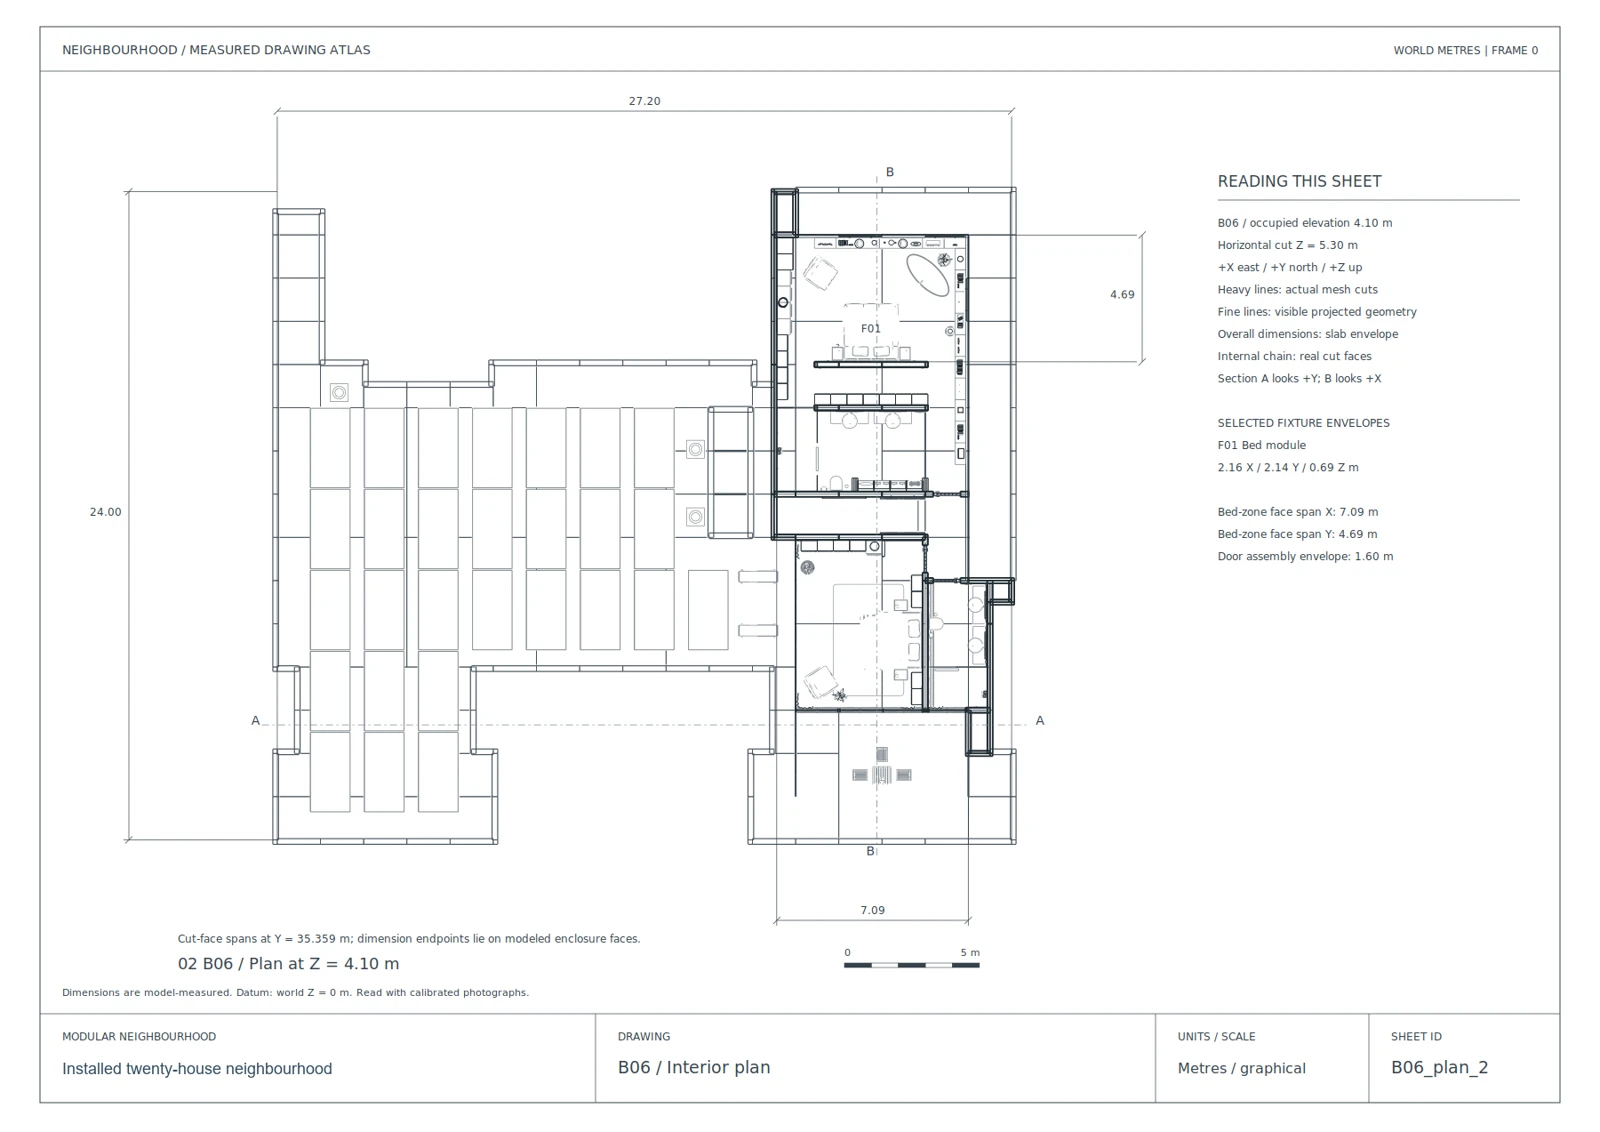 NEIGHBOURHOOD / MEASURED DRAWING ATLAS
WORLD METRES | FRAME 0
27.20
B
READING THIS SHEET
B06 / occupied elevation 4.10 m
Horizontal cut Z = 5.30 m
+X east / +Y north / +Z up
Heavy lines: actual mesh cuts
Fine lines: visible projected geometry
Overall dimensions: slab envelope
Internal chain: real cut faces
Section A looks +Y; B looks +X
SELECTED FIXTURE ENVELOPES
F01 Bed module
2.16 X / 2.14 Y / 0.69 Z m
Bed-zone face span X: 7.09 m
Bed-zone face span Y: 4.69 m
Door assembly envelope: 1.60 m
4.69
F01
24.00
A
A
B
7.09
Cut-face spans at Y = 35.359 m; dimension endpoints lie on modeled enclosure faces.
0 5 m
02 B06 / Plan at Z = 4.10 m
Dimensions are model-measured. Datum: world Z = 0 m. Read with calibrated photographs.
MODULAR NEIGHBOURHOOD
Installed twenty-house neighbourhood
DRAWING
B06 / Interior plan
UNITS / SCALE
Metres / graphical
SHEET ID
B06_plan_2